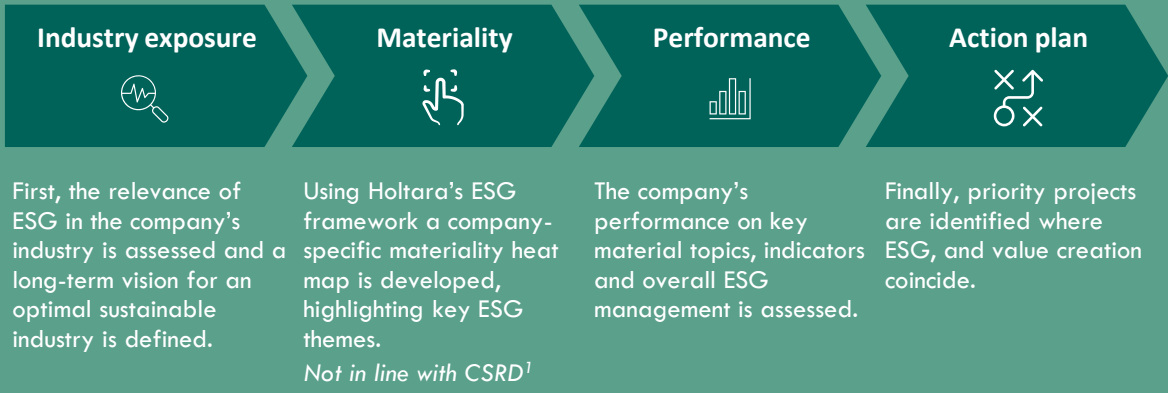 Industry exposure
Materiality
Performance
Action plan
First, the relevance of
ESG in the company's
industry is assessed and a
long-term vision for an
optimal sustainable
industry is defined.
Using Holtara's ESG
framework a company-
specific materiality heat
map is developed,
highlighting key ESG
themes.
Not in line with CSRD¹
The company's
performance on key
material topics, indicators
and overall ESG
management is assessed.
Finally, priority projects
are identified where
ESG, and value creation
coincide.